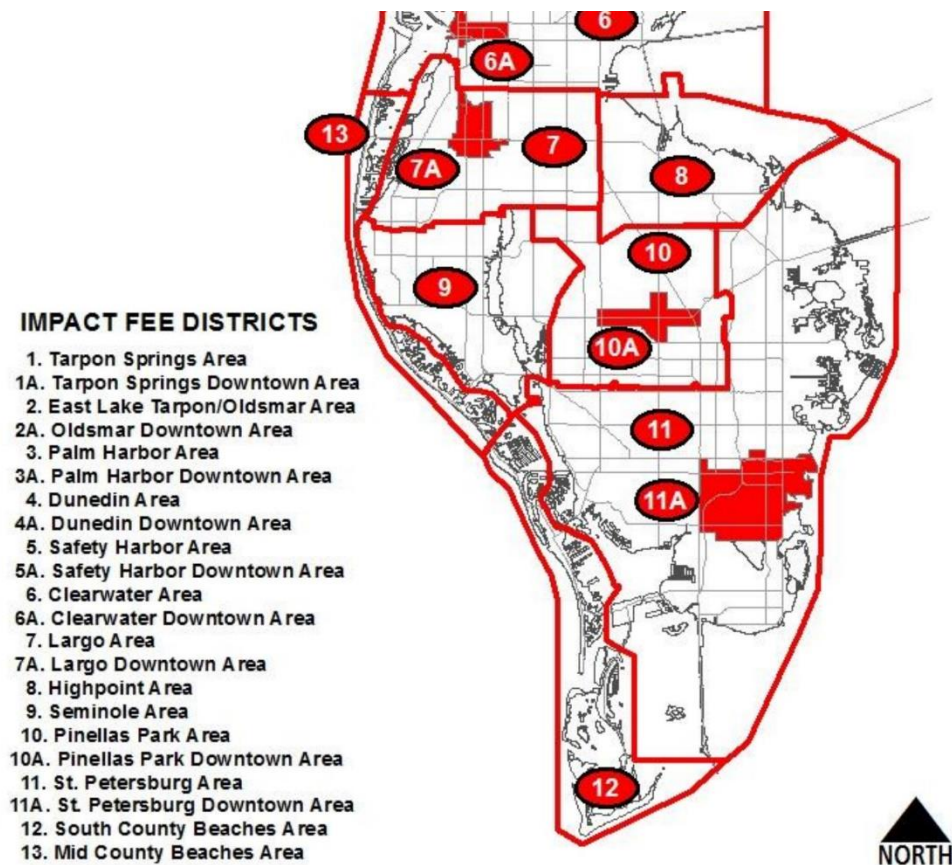 6
6A
13
7
7A
8
10
9
10A
11
11A
12
IMPACT FEE DISTRICTS
1. Tarpon Springs Area
1A. Tarpon Springs Downtown Area
2. East Lake Tarpon/Oldsmar Area
2A. Oldsmar Downtown Area
3. Palm Harbor Area
3A. Palm Harbor Downtown Area
4. Dunedin Area
4A. Dunedin Downtown Area
5. Safety Harbor Area
5A. Safety Harbor Downtown Area
6. Clearwater Area
6A. Clearwater Downtown Area
7. Largo Area
7A. Largo Downtown Area
8. Highpoint Area
9. Seminole Area
10. Pinellas Park Area
10A. Pinellas Park Downtown Area
11. St. Petersburg Area
11A. St. Petersburg Downtown Area
12. South County Beaches Area
13. Mid County Beaches Area
NORTH